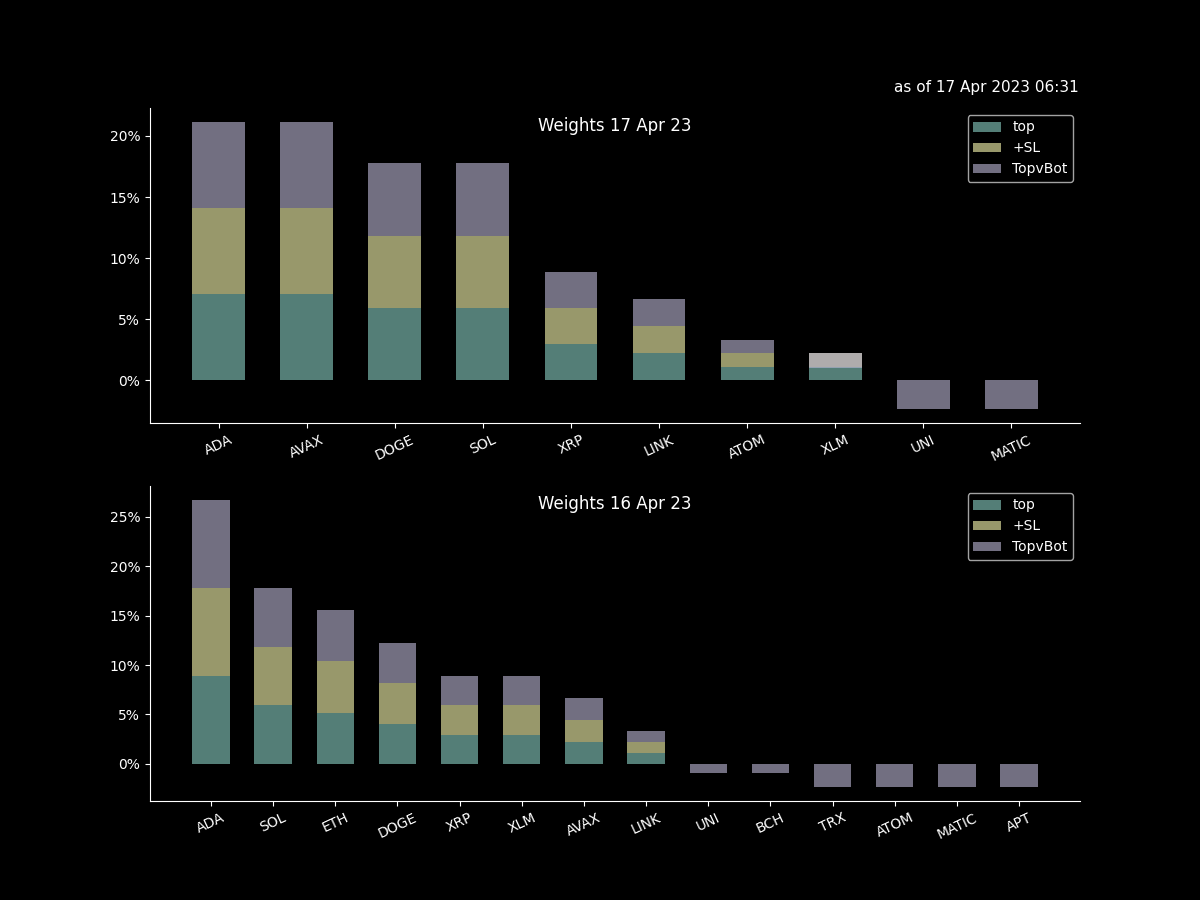 as of 17 Apr 2023 06:31
Weights 17 Apr 23
top
+SL
TopvBot
20%
15%
10%
5%
0%
ADA AVAX DOGE SOL XRP LINK ATOM XLM UNI MATIC
Weights 16 Apr 23
top
+SL
TopvBot
25%
20%
15%
10%
5%
0%
ADA SOL ETH DOGE XRP XLM AVAX LINK UNI BCH TRX ATOM MATIC APT